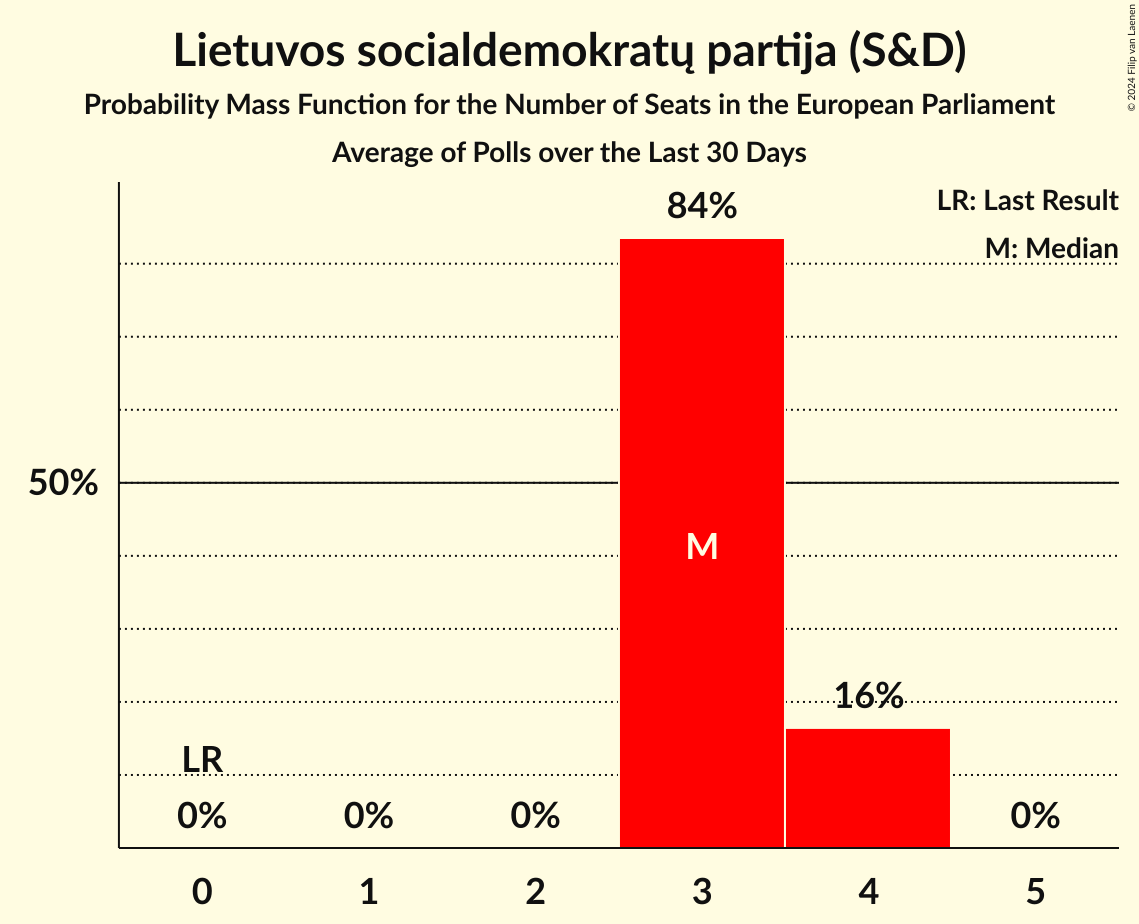 Lietuvos socialdemokratų partija (S&D)
Probability Mass Function for the Number of Seats in the European Parliament
Average of Polls over the Last 30 Days
© 2024 Filip van Laenen
LR: Last Result
M: Median
84%
50%
M
16%
LR
0%
0%
0%
0%
0
1
2
3
4
5